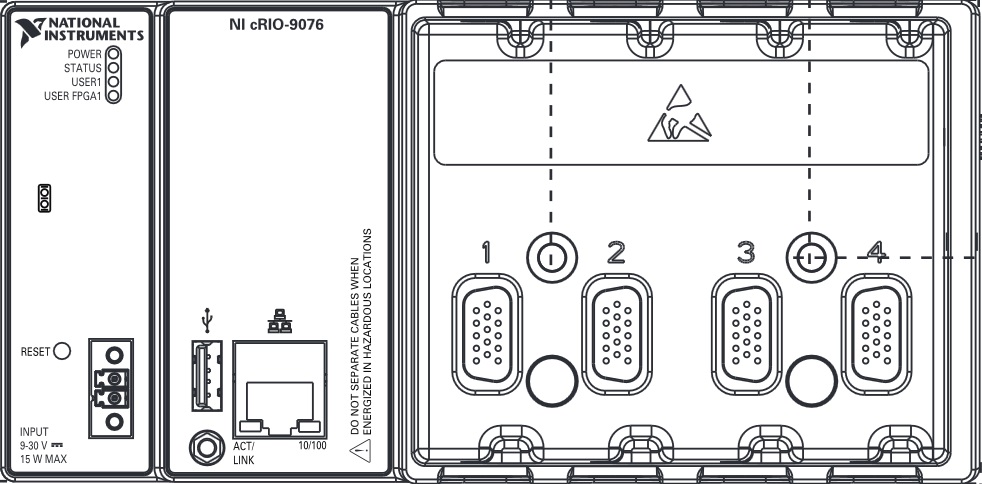 NATIONAL
INSTRUMENTS
POWER
STATUS
USER1
USER FPGA1
RESET
INPUT
9-30 V
15 W MAX
NI cRIO-9076
ACT/
LINK
10/100
DO NOT SEPARATE CABLES WHEN
ENERGIZED IN HAZARDOUS LOCATIONS
1
2
3
4